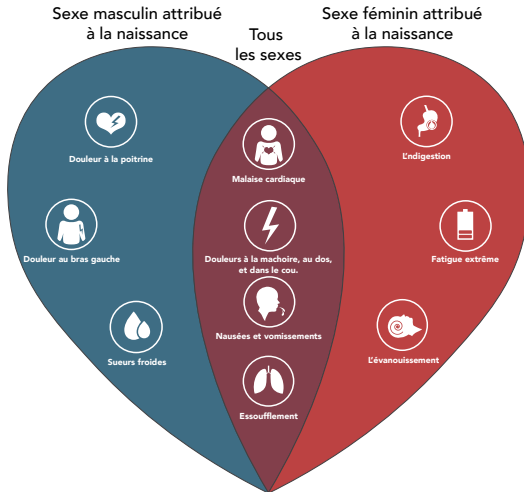 Sexe masculin attribué
à la naissance
Tous
les sexes
Sexe féminin attribué
à la naissance
Douleur à la poitrine
Douleur au bras gauche
Sueurs froides
Malaise cardiaque
Douleurs à la machoire, au dos,
et dans le cou.
Nausées et vomissements
Essoufflement
L'ndigestion
Fatigue extrême
L'évanouissement